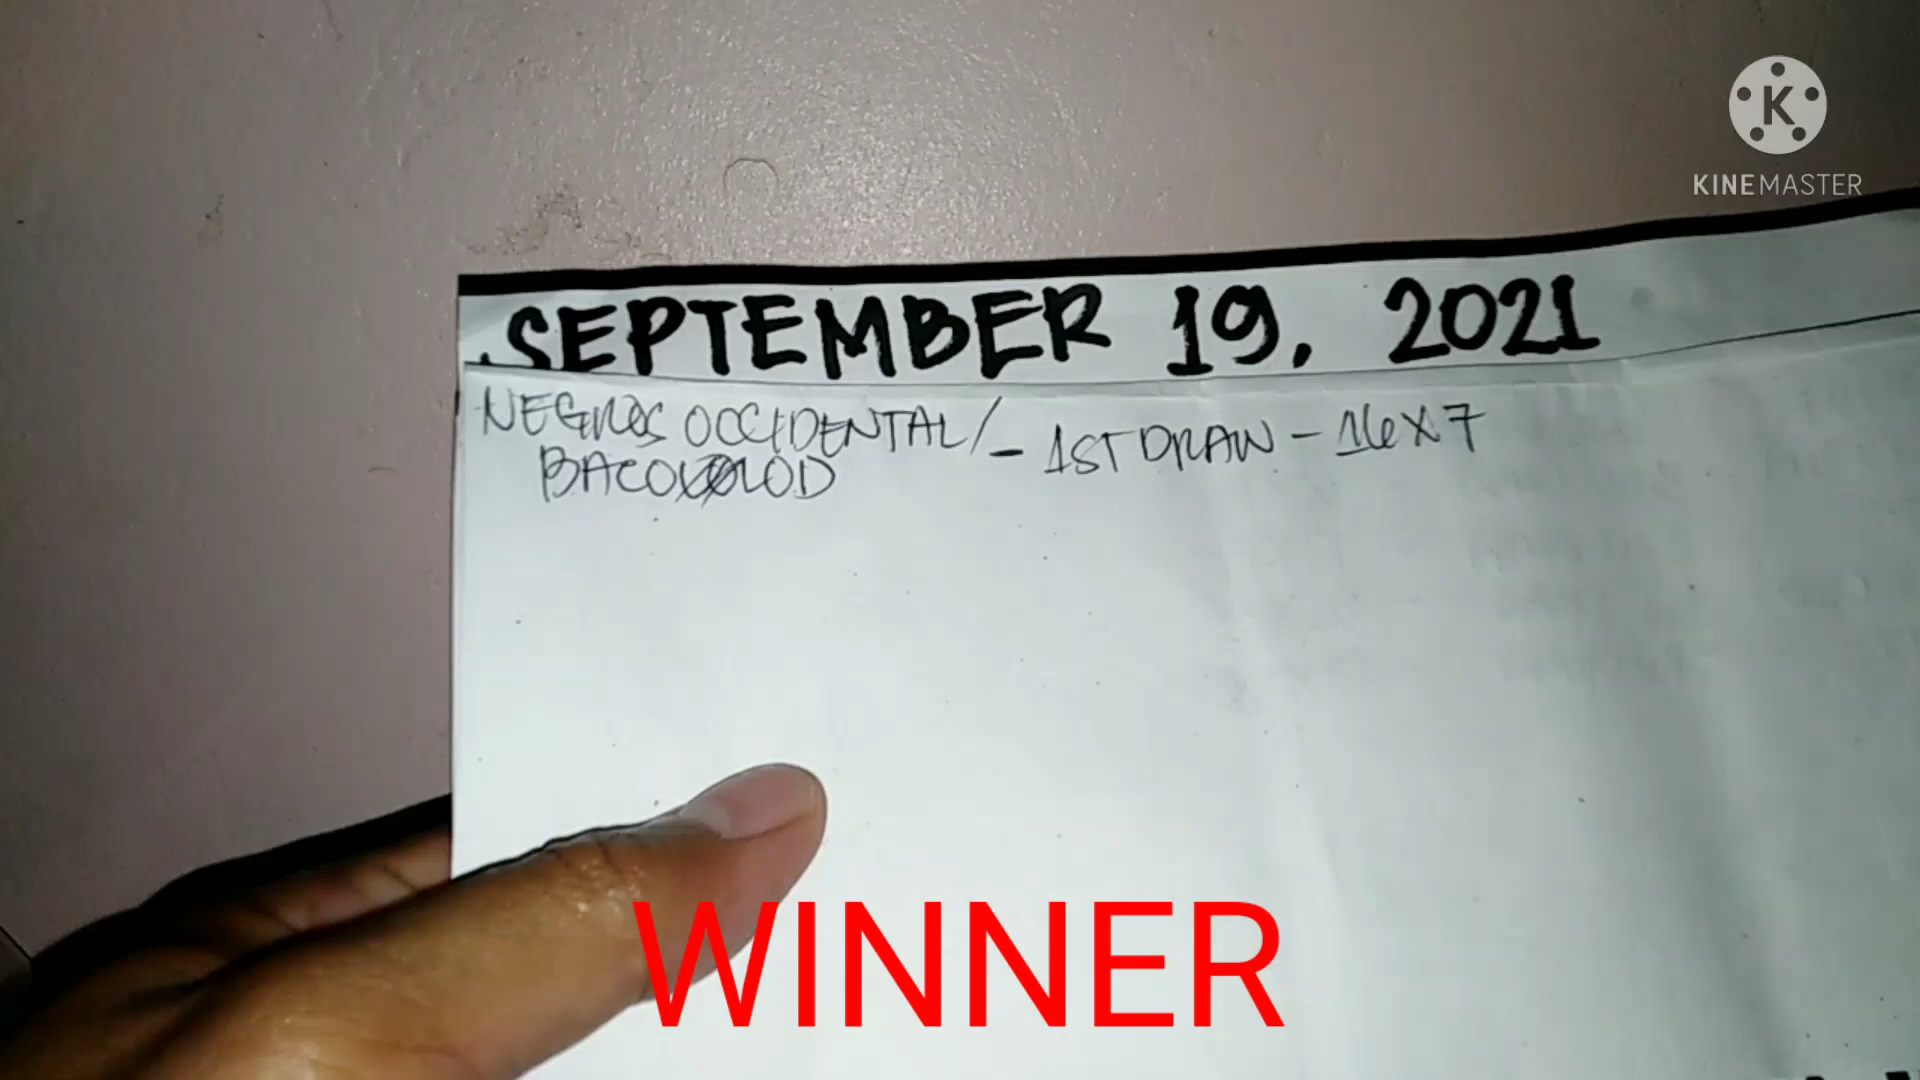 K
KINEMASTER
SEPTEMBER 19, 2021
NEGROS OCCIDENTAL/ - 1ST DRAW - 16X7
BACOLOD
WINNER